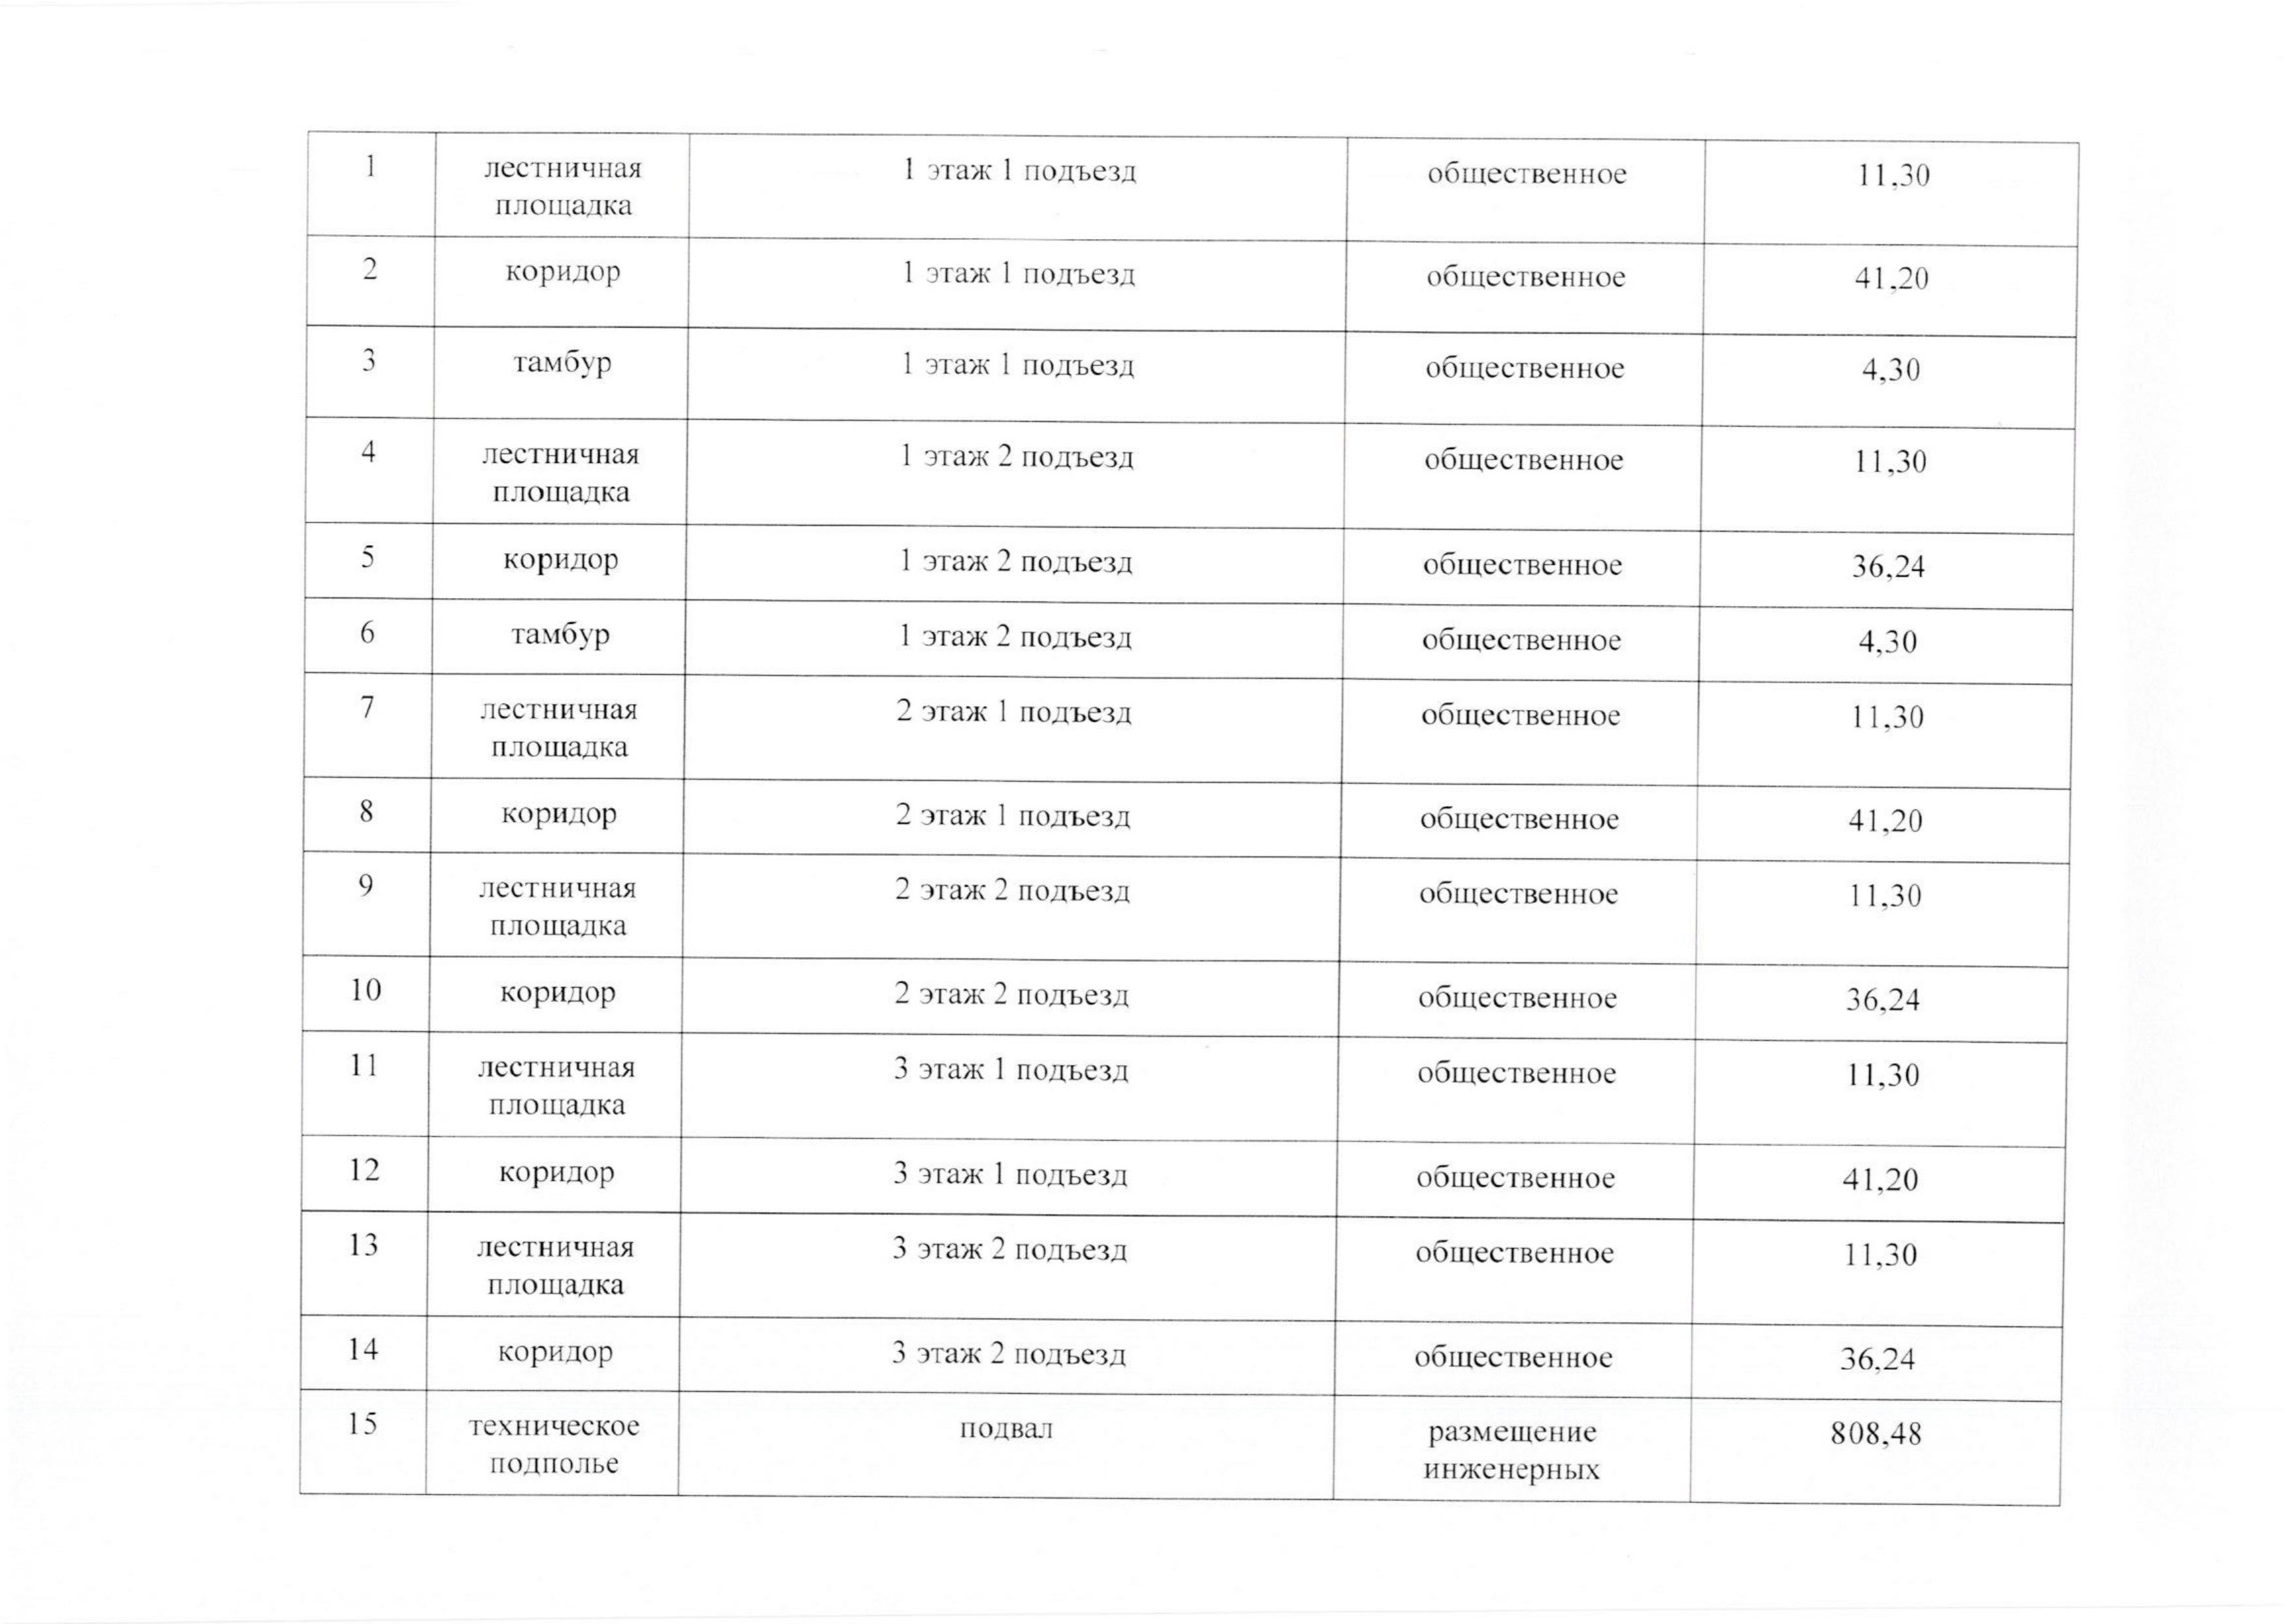 1 лестничная 1 этаж 1 подъезд общественное 11,30
площадка
2 коридор 1 этаж 1 подъезд общественное 41,20
3 тамбур 1 этаж 1 подъезд общественное 4,30
4 лестничная 1 этаж 2 подъезд общественное 11,30
площадка
5 коридор 1 этаж 2 подъезд общественное 36,24
6 тамбур 1 этаж 2 подъезд общественное 4,30
7 лестничная 2 этаж 1 подъезд общественное 11,30
площадка
8 коридор 2 этаж 1 подъезд общественное 41,20
9 лестничная 2 этаж 2 подъезд общественное 11,30
площадка
10 коридор 2 этаж 2 подъезд общественное 36,24
11 лестничная 3 этаж 1 подъезд общественное 11,30
площадка
12 коридор 3 этаж 1 подъезд общественное 41,20
13 лестничная 3 этаж 2 подъезд общественное 11,30
площадка
14 коридор 3 этаж 2 подъезд общественное 36,24
15 техническое подвал размещение 808,48
подполье инженерных